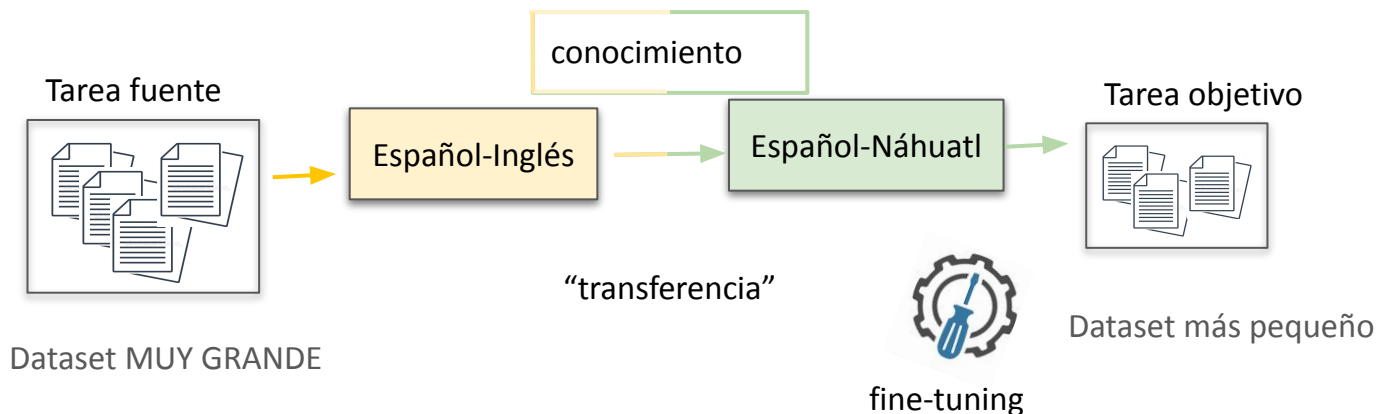 conocimiento
Tarea fuente
Tarea objetivo
Español-Inglés
Español-Náhuatl
“transferencia”
Dataset MUY GRANDE
Dataset más pequeño
fine-tuning